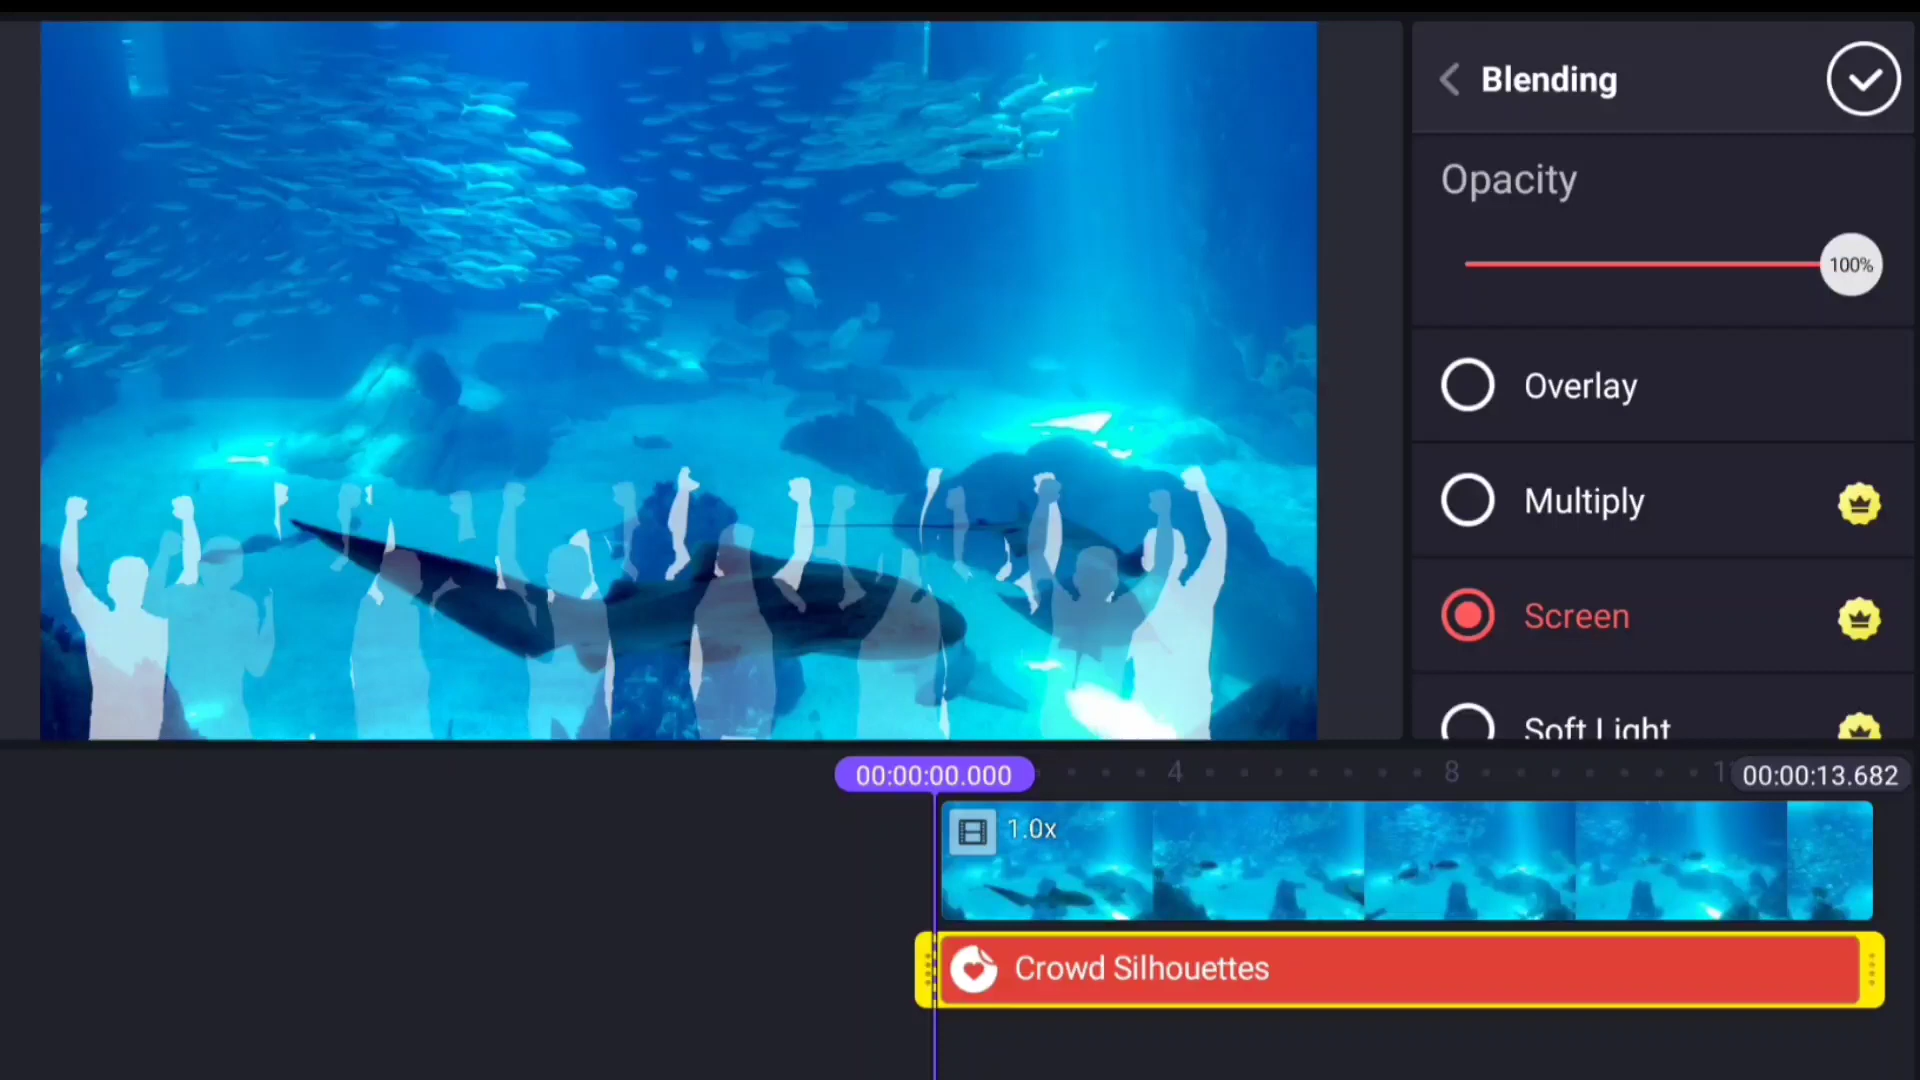 Blending
Opacity
100%
Overlay
Multiply
Screen
Soft Light
00:00:00.000
4
8
00:00:13.682
1.0x
Crowd Silhouettes